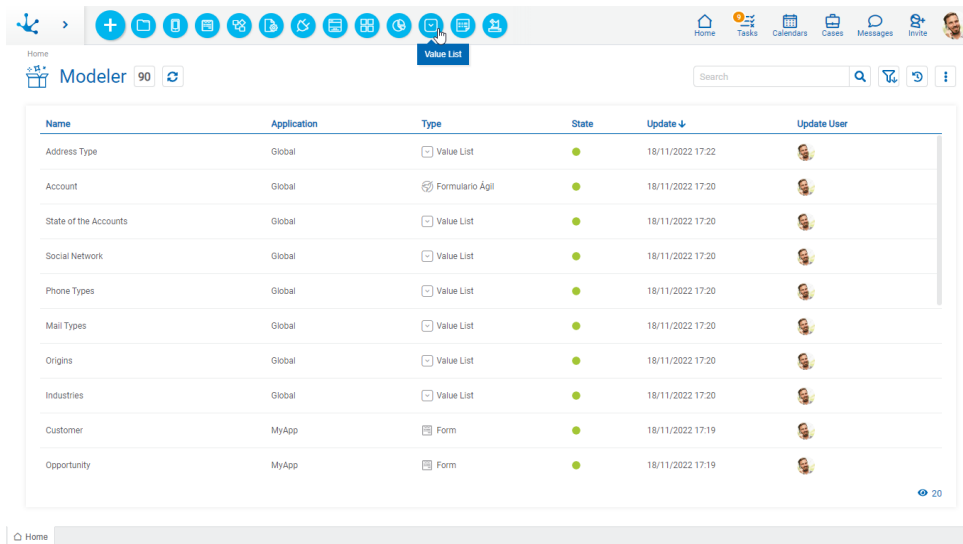 9
Home
Tasks
Calendars
Cases
Messages
Invite
Value List
Home
Modeler 90
Search
Name Application Type State Update Update User
Address Type Global Value List 18/11/2022 17:22
Account Global Formulario Ágil 18/11/2022 17:20
State of the Accounts Global Value List 18/11/2022 17:20
Social Network Global Value List 18/11/2022 17:20
Phone Types Global Value List 18/11/2022 17:20
Mail Types Global Value List 18/11/2022 17:20
Origins Global Value List 18/11/2022 17:20
Industries Global Value List 18/11/2022 17:20
Customer MyApp Form 18/11/2022 17:19
Opportunity MyApp Form 18/11/2022 17:19
20
Home